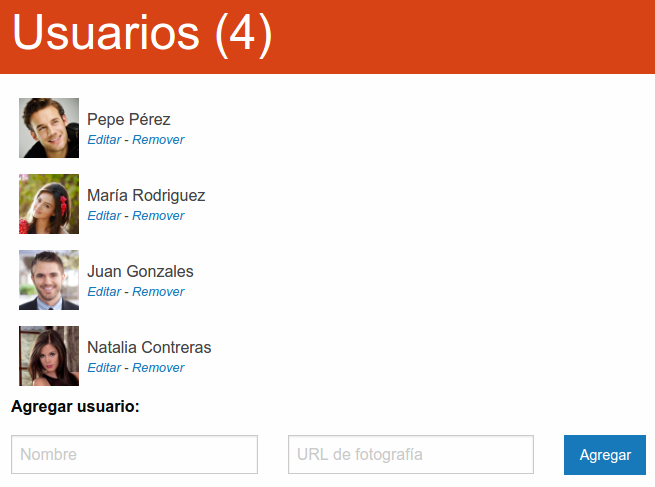 Usuarios (4)
Pepe Pérez
Editar - Remover
María Rodriguez
Editar - Remover
Juan Gonzales
Editar - Remover
Natalia Contreras
Editar - Remover
Agregar usuario:
Nombre URL de fotografía Agregar